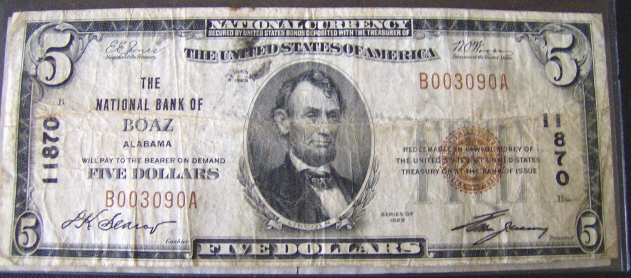 NATIONAL CURRENCY
SECURED BY UNITED STATES BONDS DEPOSITED WITH THE TREASURER OF
THE UNITED STATES OF AMERICA
5
5
B003090A
THE
NATIONAL BANK OF
BOAZ
ALABAMA
WILL PAY TO THE BEARER ON DEMAND
FIVE DOLLARS
B003090A
11870
11870
REDEEMABLE IN LAWFUL MONEY OF
THE UNITED STATES AT UNITED STATES
TREASURY OR AT THE BANK OF ISSUE
SERIES OF
1929
Cashier
5
FIVE DOLLARS
5